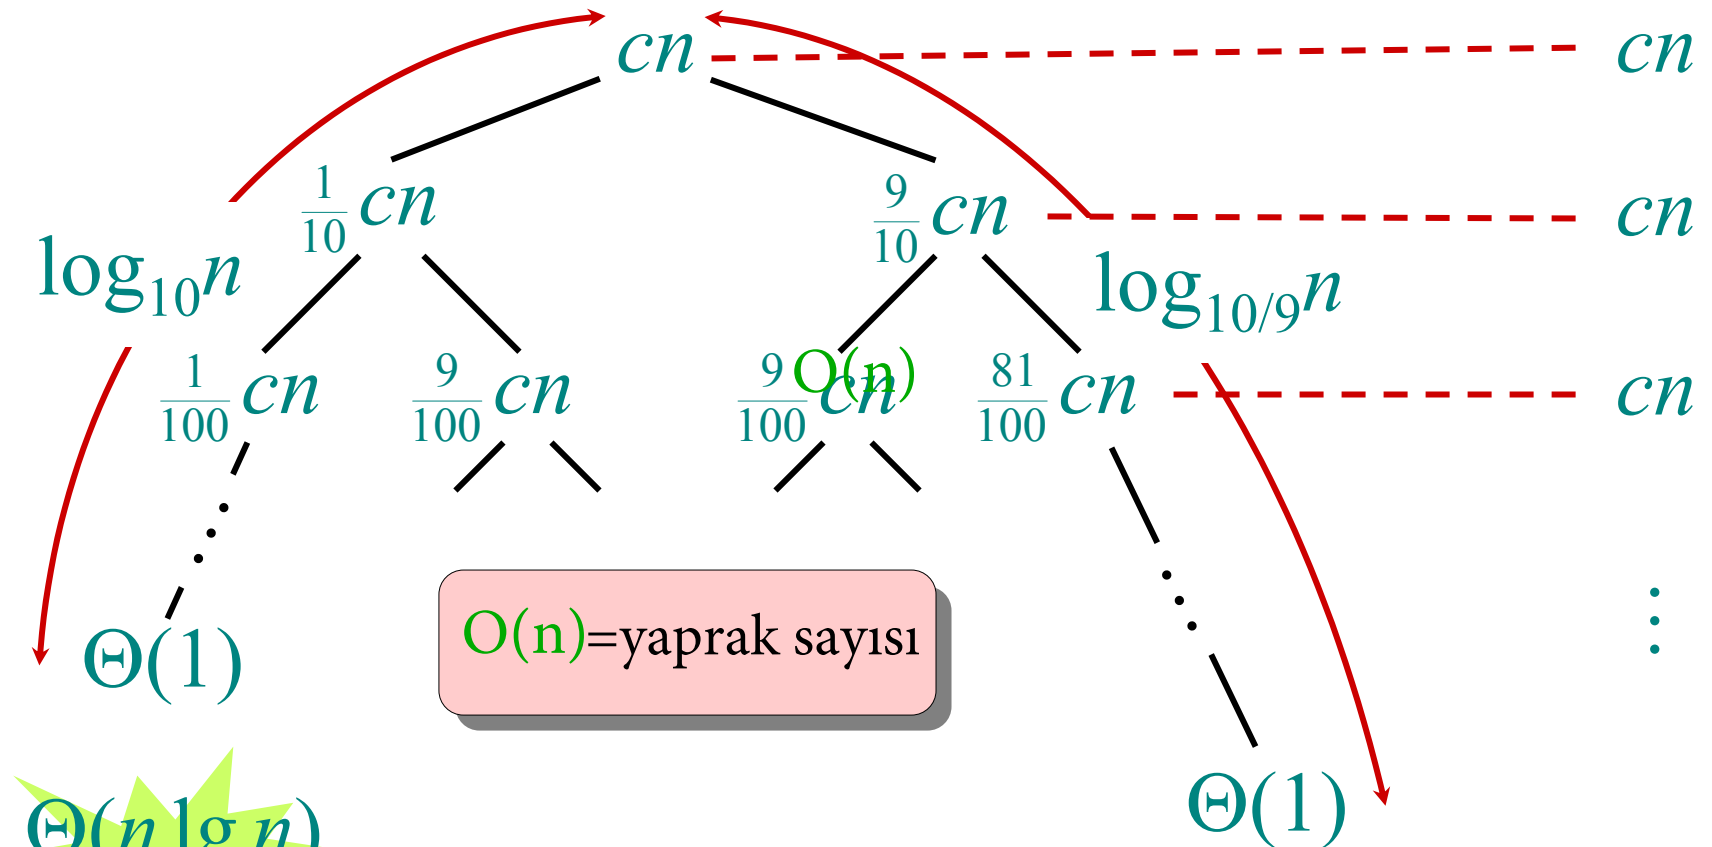 cn cn
1/10 cn 9/10 cn cn
log₁₀n log₁₀/₉n
1/100 cn 9/100 cn 9/100 cn O(n) 81/100 cn cn
O(n)=yaprak sayısı
Θ(1)
Θ(1)
Θ(n lg n)